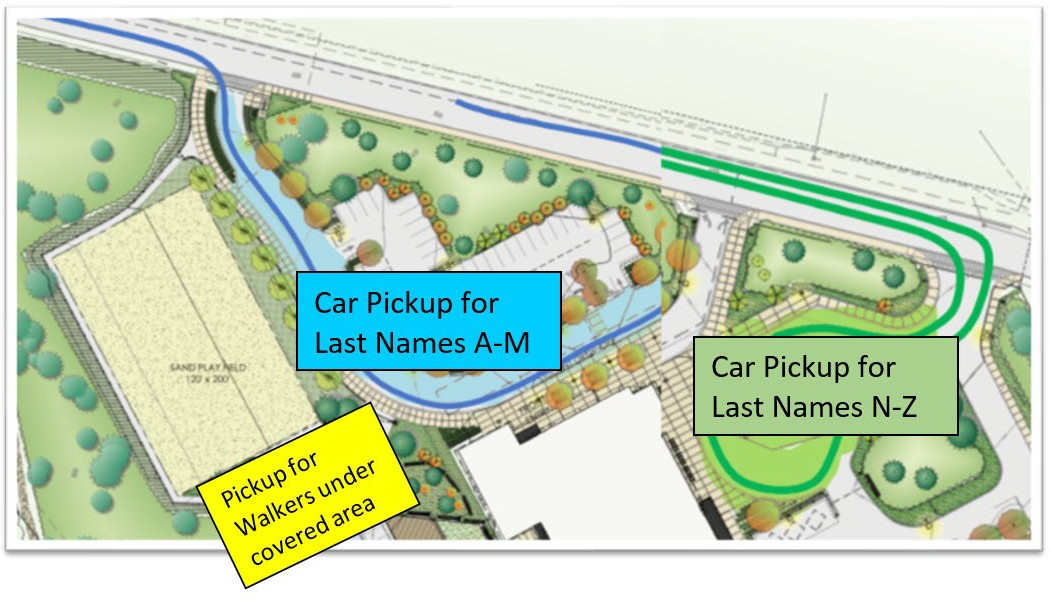 Car Pickup for
Last Names A-M
Car Pickup for
Last Names N-Z
SAND PLAY FIELD
120' x 200'
Pickup for
Walkers under
covered area